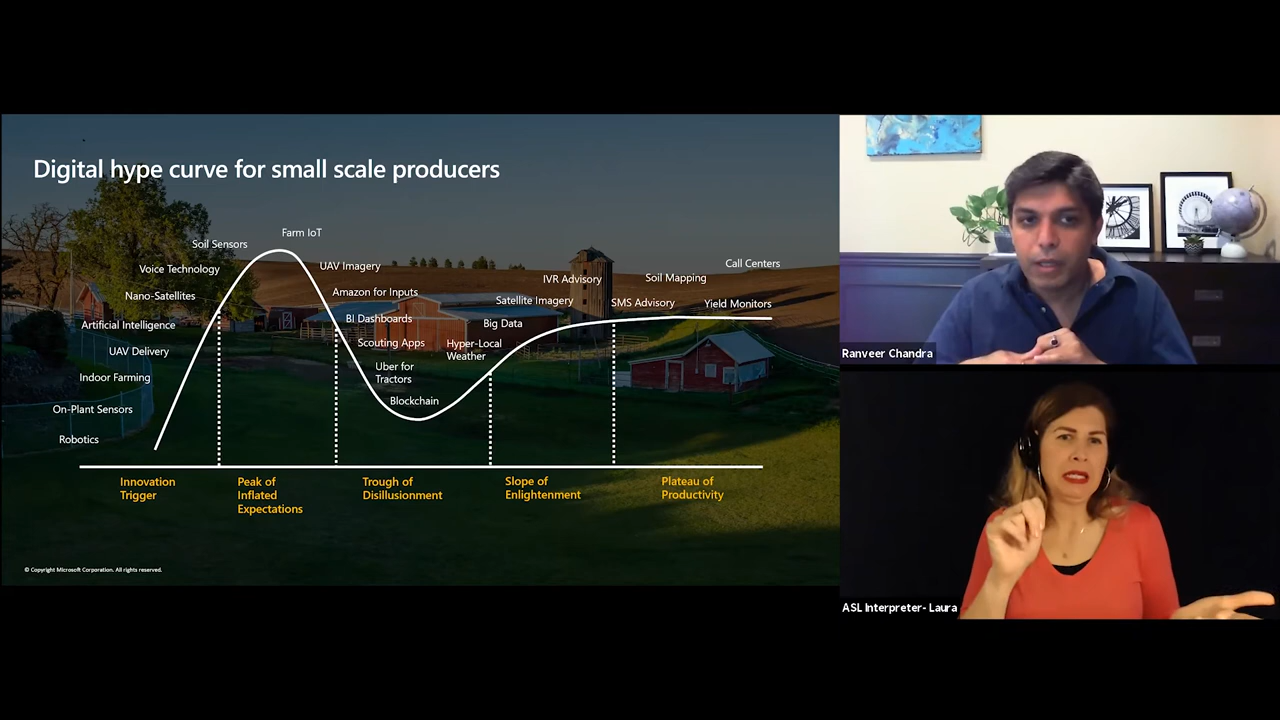 Digital hype curve for small scale producers
Farm IoT
Soil Sensors
Voice Technology
UAV Imagery
Call Centers
Nano-Satellites
Amazon for Inputs
IVR Advisory
Soil Mapping
Artificial Intelligence
BI Dashboards
Satellite Imagery
SMS Advisory
Yield Monitors
UAV Delivery
Scouting Apps
Big Data
Indoor Farming
Uber for
Tractors
Hyper-Local
Weather
On-Plant Sensors
Blockchain
Robotics
Innovation
Trigger
Peak of
Inflated
Expectations
Trough of
Disillusionment
Slope of
Enlightenment
Plateau of
Productivity
© Copyright Microsoft Corporation. All rights reserved.
Ranveer Chandra
ASL Interpreter- Laura